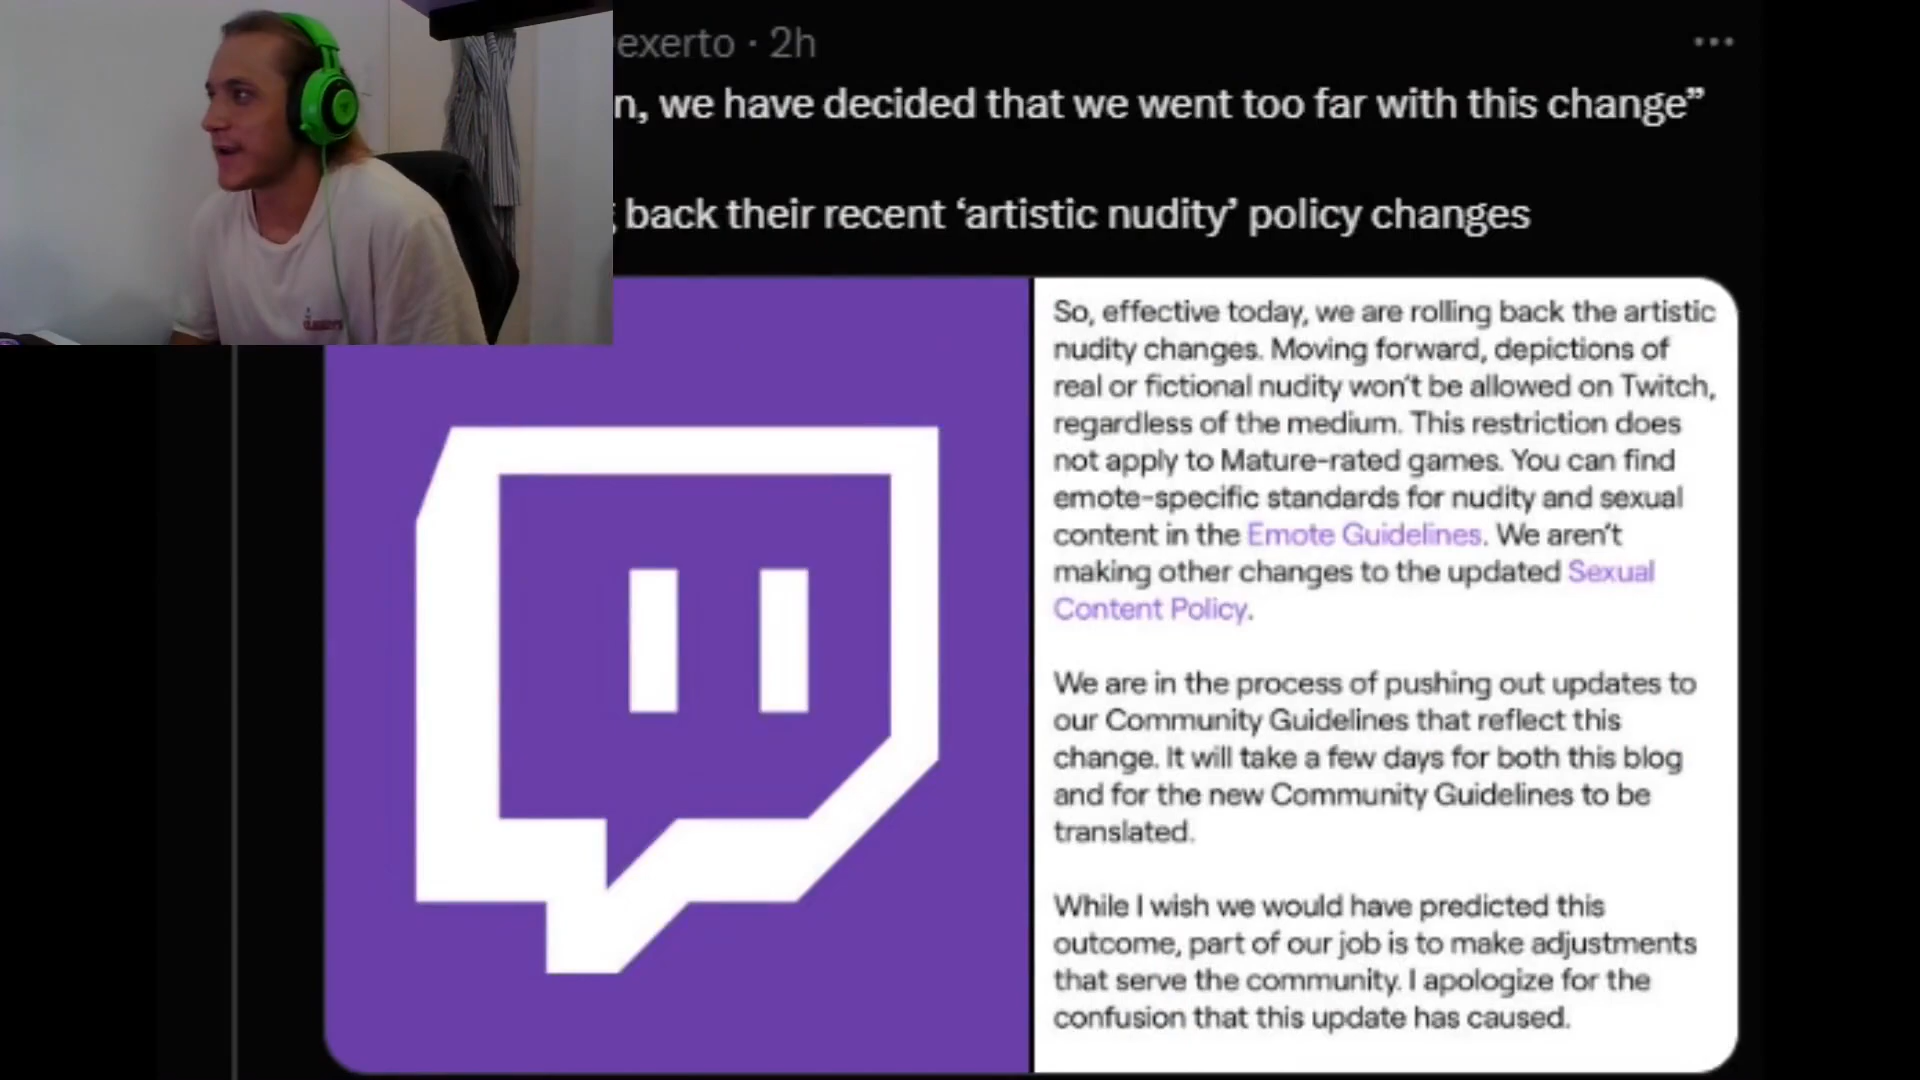 exerto · 2h
n, we have decided that we went too far with this change”
back their recent ‘artistic nudity’ policy changes
So, effective today, we are rolling back the artistic
nudity changes. Moving forward, depictions of
real or fictional nudity won't be allowed on Twitch,
regardless of the medium. This restriction does
not apply to Mature-rated games. You can find
emote-specific standards for nudity and sexual
content in the Emote Guidelines. We aren't
making other changes to the updated Sexual
Content Policy.
We are in the process of pushing out updates to
our Community Guidelines that reflect this
change. It will take a few days for both this blog
and for the new Community Guidelines to be
translated.
While I wish we would have predicted this
outcome, part of our job is to make adjustments
that serve the community. I apologize for the
confusion that this update has caused.